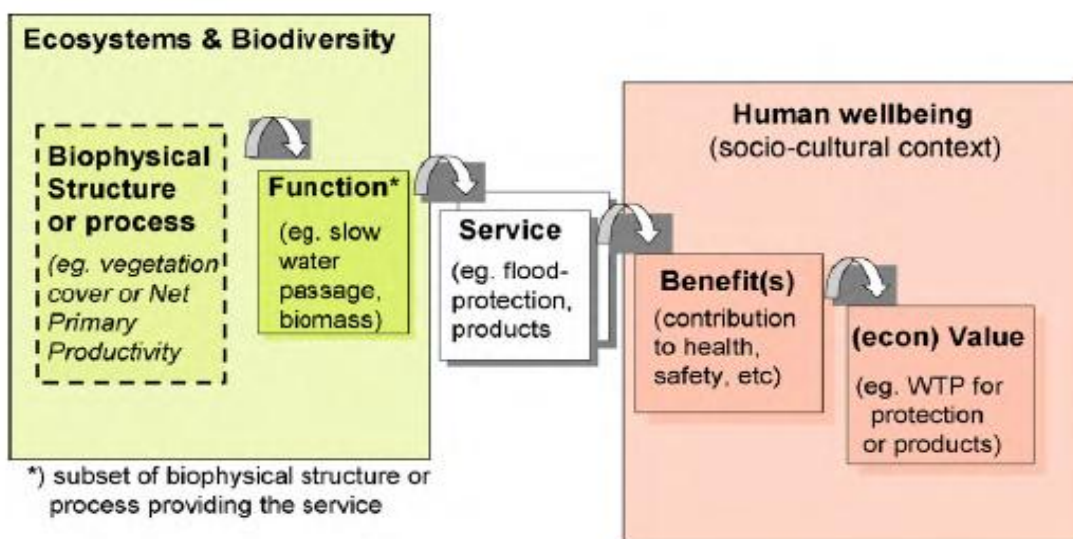 Ecosystems & Biodiversity
Biophysical
Structure
or process
(eg. vegetation
cover or Net
Primary
Productivity
Function*
(eg. slow
water
passage,
biomass)
Service
(eg. flood-
protection,
products
Human wellbeing
(socio-cultural context)
Benefit(s)
(contribution
to health,
safety, etc)
(econ) Value
(eg. WTP for
protection
or products)
*) subset of biophysical structure or
process providing the service